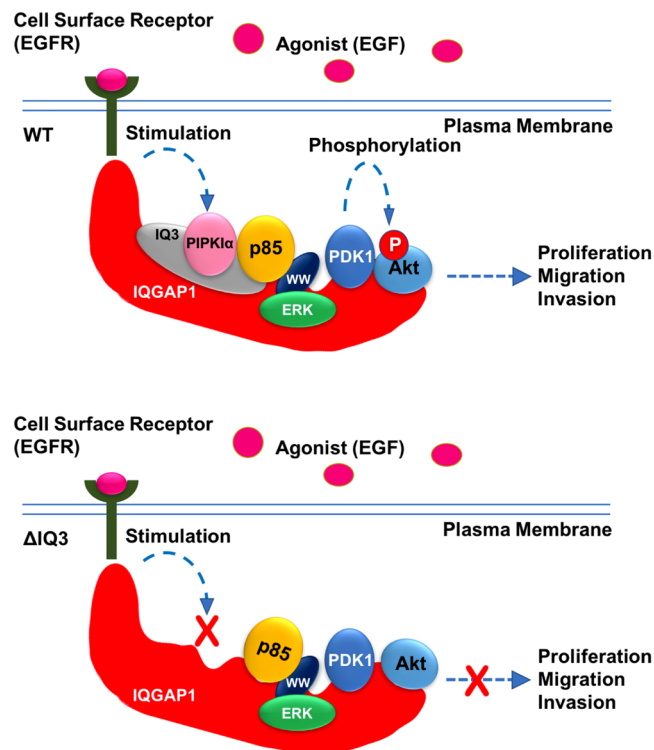 Cell Surface Receptor
(EGFR)
Agonist (EGF)
WT
Stimulation
Plasma Membrane
Phosphorylation
IQ3
PIPKIα
p85
PDK1
P
Akt
WW
ERK
IQGAP1
Proliferation
Migration
Invasion
Cell Surface Receptor
(EGFR)
Agonist (EGF)
ΔIQ3
Stimulation
Plasma Membrane
p85
PDK1
Akt
WW
ERK
IQGAP1
Proliferation
Migration
Invasion